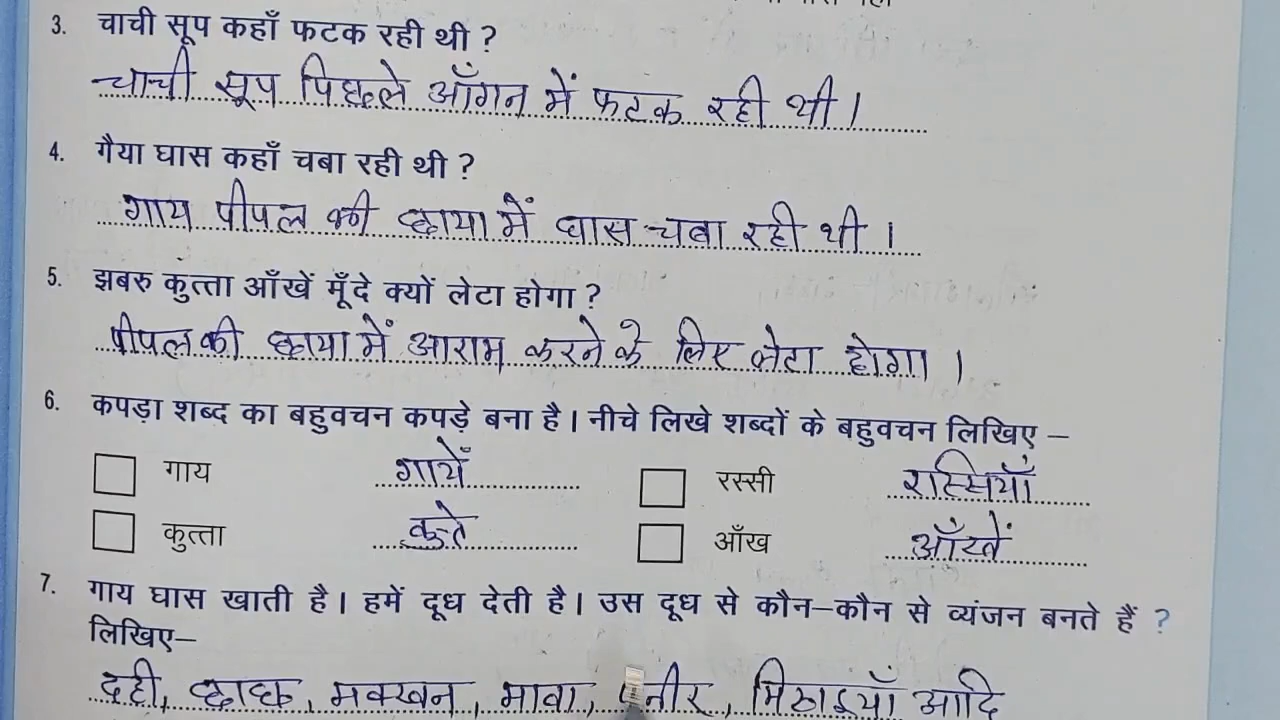 3. चाची सूप कहाँ फटक रही थी ?
चाची सूप पिछले आँगन में फटक रही थी ।
4. गैया घास कहाँ चबा रही थी ?
गाय पीपल की छाया में घास चबा रही थी ।
5. झबरु कुत्ता आँखें मूँदे क्यों लेटा होगा ?
पीपल की छाया में आराम करने के लिए लेटा होगा ।
6. कपड़ा शब्द का बहुवचन कपड़े बना है । नीचे लिखे शब्दों के बहुवचन लिखिए –
गाय गायें रस्सी रस्सियाँ
कुत्ता कुत्ते आँख आँखें
7. गाय घास खाती है । हमें दूध देती है । उस दूध से कौन–कौन से व्यंजन बनते हैं ?
लिखिए–
दही, छाछ, मक्खन, मावा, पनीर, मिठाइयाँ आदि